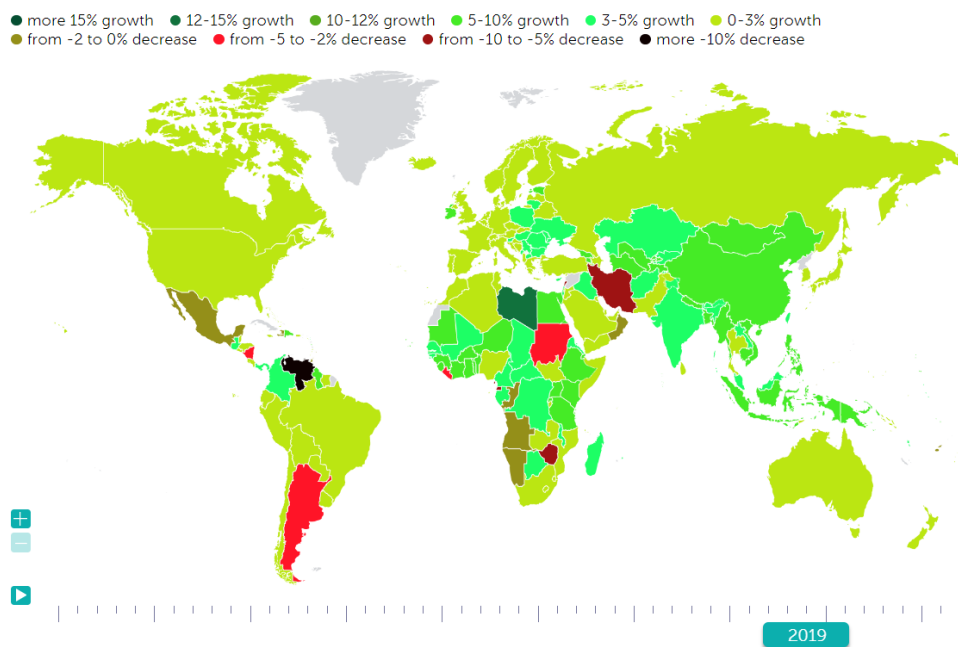 more 15% growth 12-15% growth 10-12% growth 5-10% growth 3-5% growth 0-3% growth
from -2 to 0% decrease from -5 to -2% decrease from -10 to -5% decrease more -10% decrease
2019